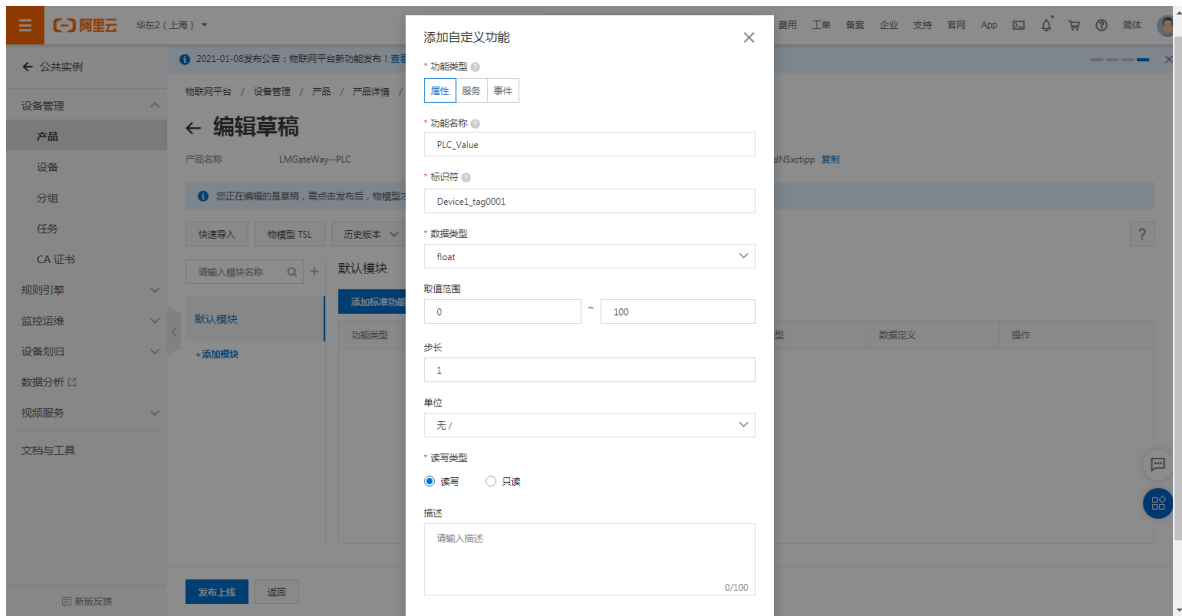 阿里云 华东2（上海） 费用 工单 备案 企业 支持 官网 App 简体
公共实例
2021-01-08发布公告：物联网平台新功能发布！查看
设备管理
产品
设备
分组
任务
CA 证书
规则引擎
监控运维
设备划归
数据分析
视频服务
文档与工具
新版反馈
物联网平台 / 设备管理 / 产品 / 产品详情 /
编辑草稿
产品名称 LMGateWay--PLC dNSxctipp 复制
您正在编辑的是草稿，需点击发布后，物模型才
快速导入 物模型 TSL 历史版本 ?
请输入模块名称 + 默认模块
默认模块
+添加模块
添加标准功能
功能类型 型 数据定义 操作
发布上线 返回
添加自定义功能
* 功能类型 ?
属性 服务 事件
* 功能名称 ?
PLC_Value
* 标识符 ?
Device1_tag0001
* 数据类型
float
取值范围
0 ~ 100
步长
1
单位
无 /
* 读写类型
读写 只读
描述
请输入描述
0/100